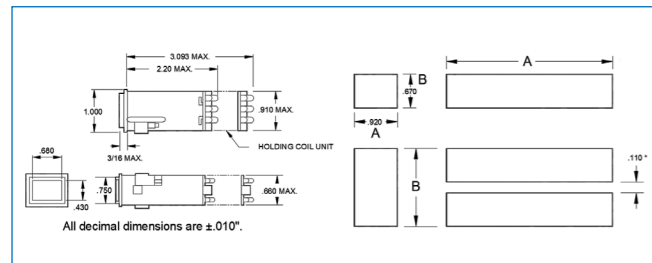 3.093 MAX.
2.20 MAX.
1.000
.910 MAX.
HOLDING COIL UNIT
3/16 MAX.
.680
.750
.660 MAX.
.430
All decimal dimensions are ±.010".
A
B
.670
.920
A
B
.110 *